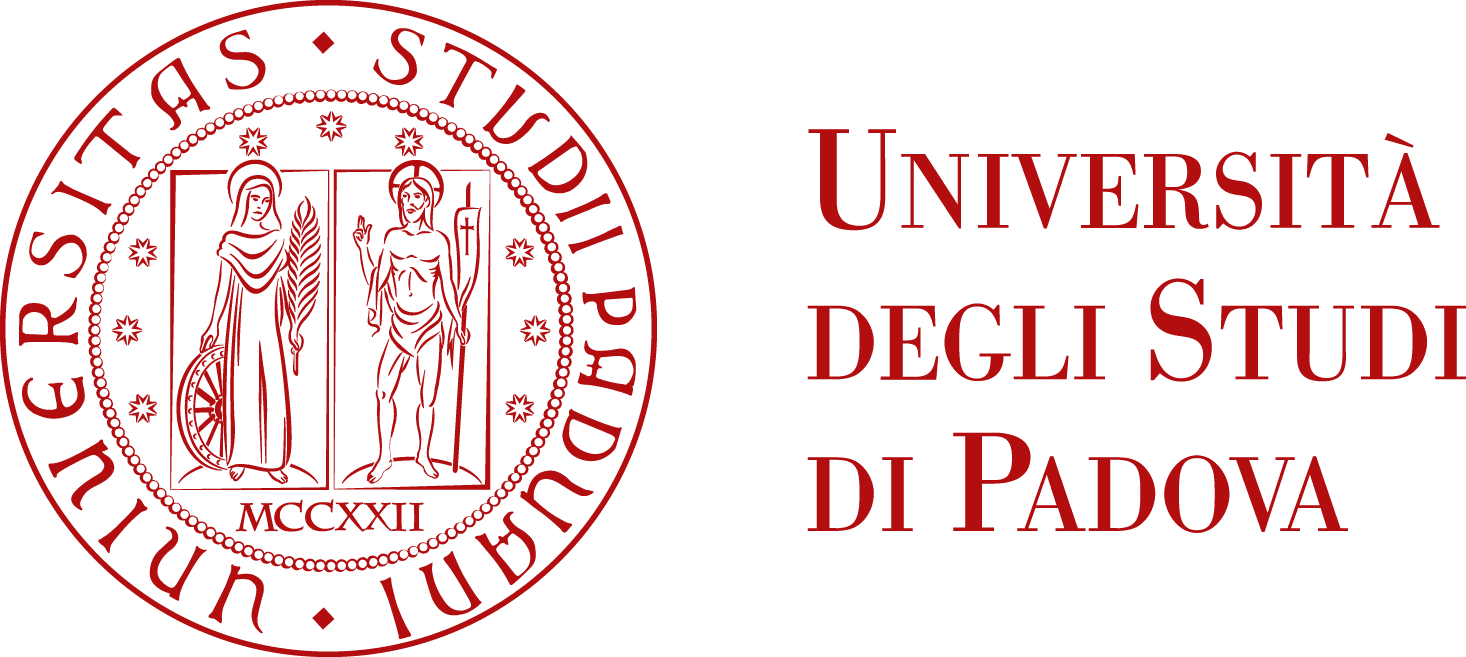 UNIVERSITAS STUDII PADUANI
MCCXXII
UNIVERSITÀ
DEGLI STUDI
DI PADOVA